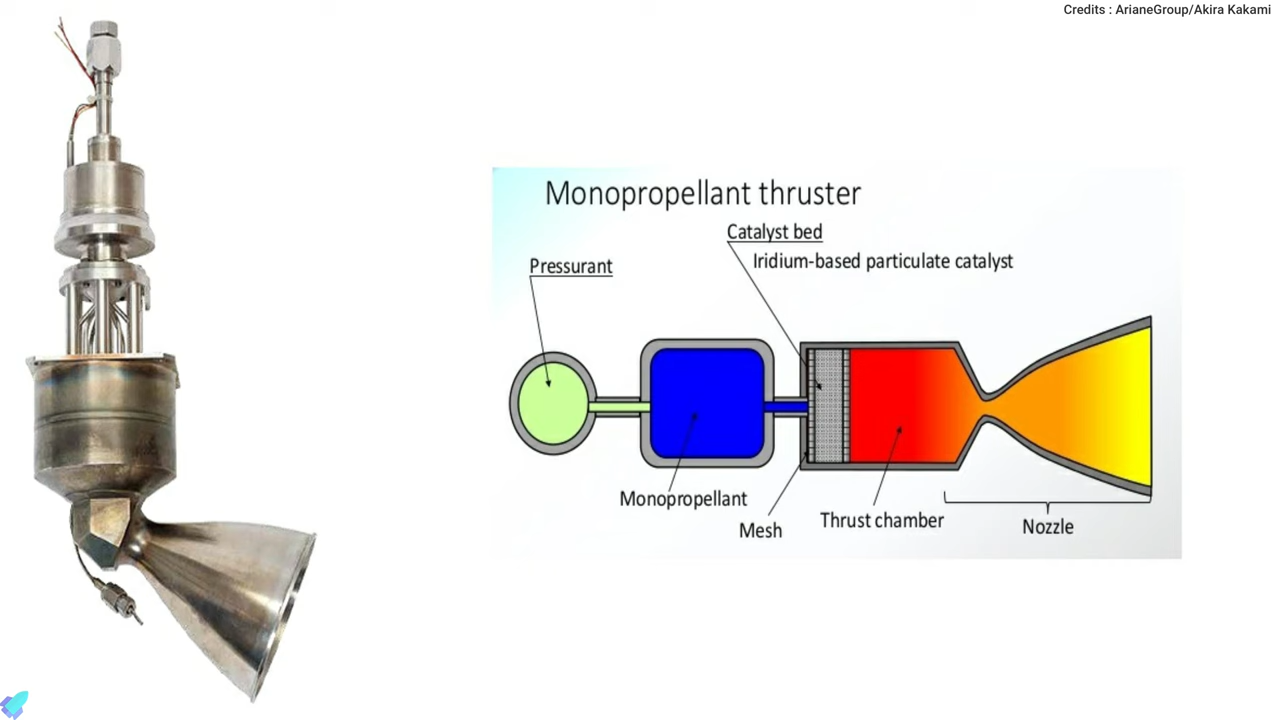 Credits : ArianeGroup/Akira Kakami
Monopropellant thruster
Catalyst bed
Iridium-based particulate catalyst
Pressurant
Monopropellant
Mesh
Thrust chamber
Nozzle